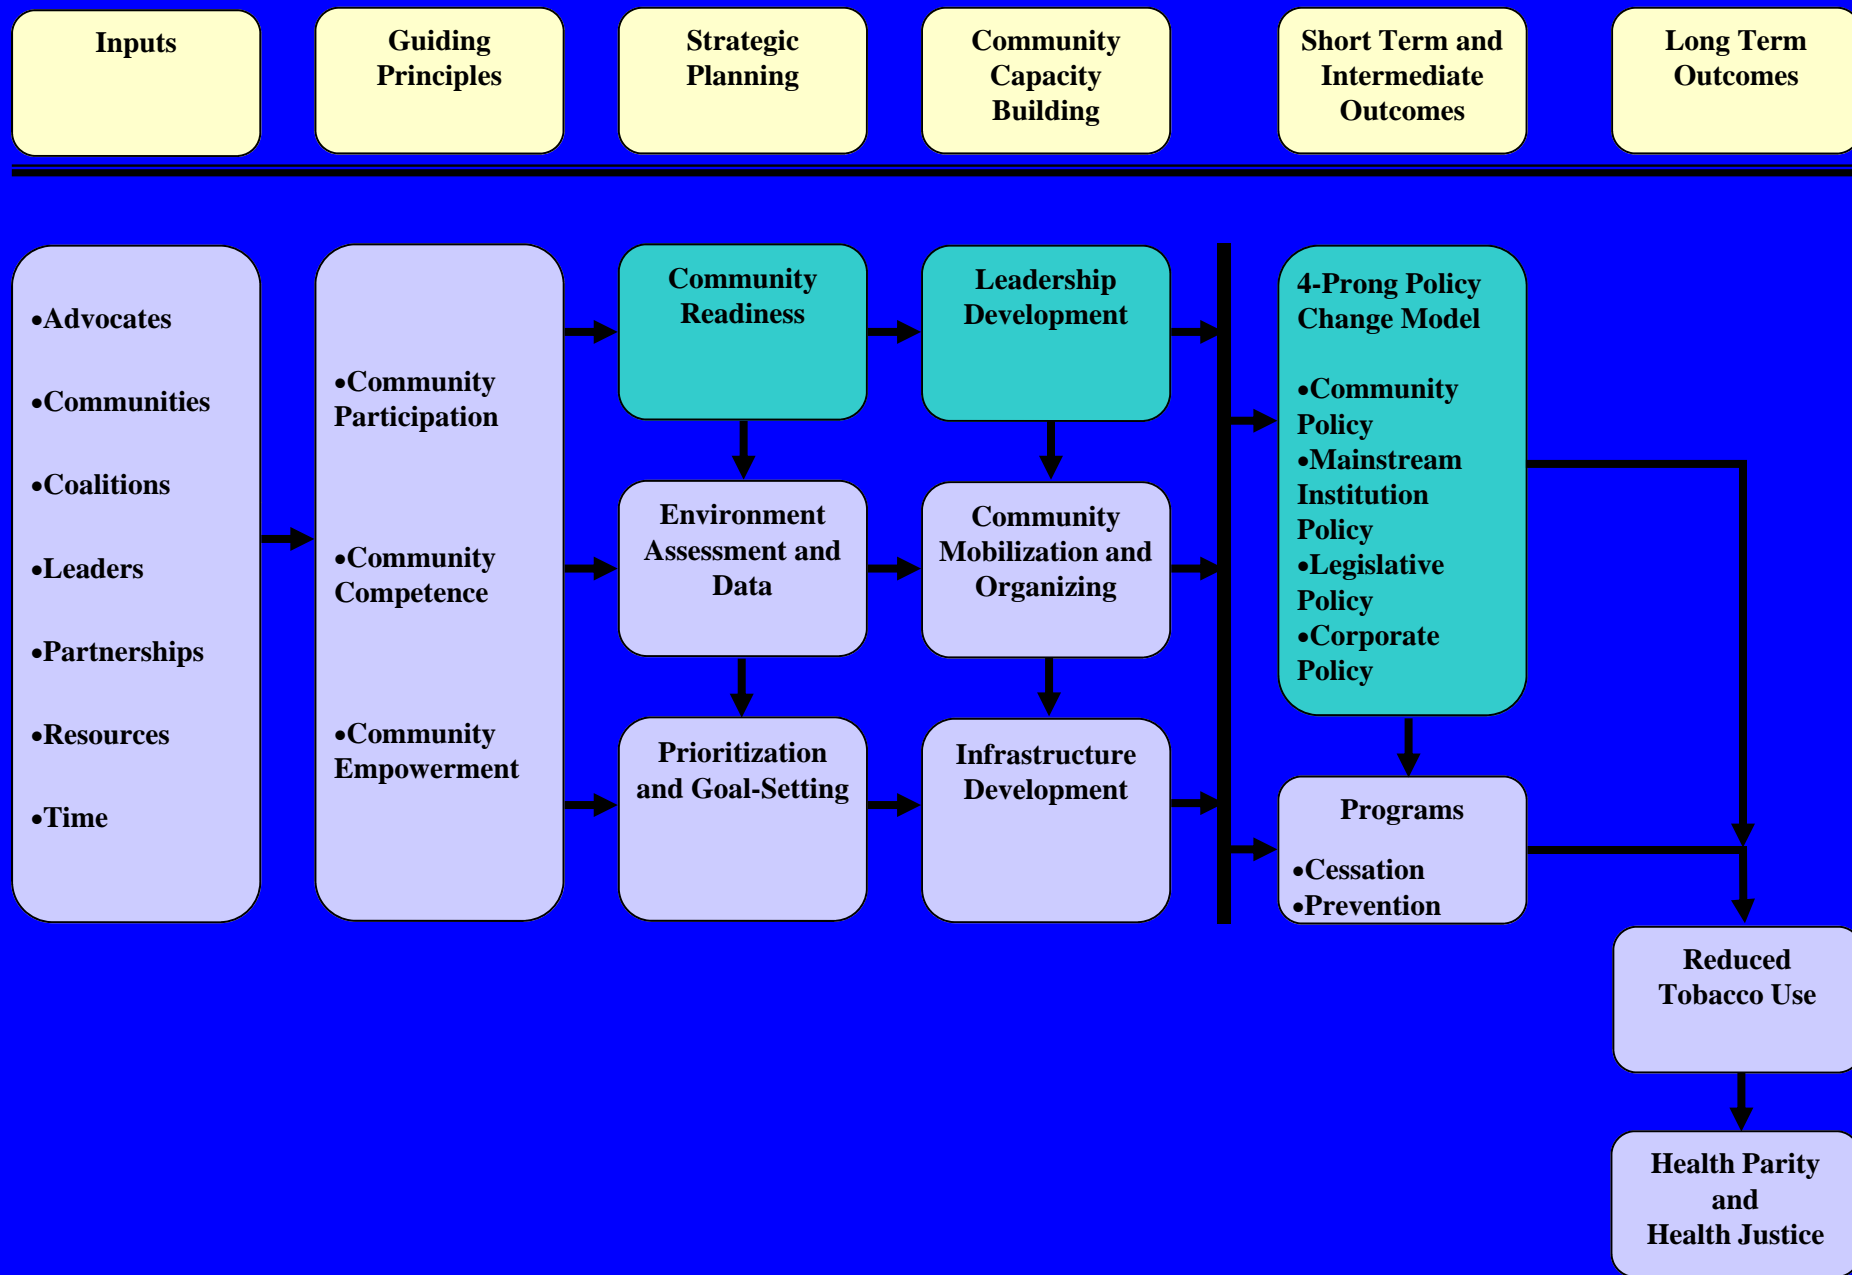 Inputs
Guiding
Principles
Strategic
Planning
Community
Capacity
Building
Short Term and
Intermediate
Outcomes
Long Term
Outcomes
•Advocates
•Communities
•Coalitions
•Leaders
•Partnerships
•Resources
•Time
•Community
Participation
•Community
Competence
•Community
Empowerment
Community
Readiness
Environment
Assessment and
Data
Prioritization
and Goal-Setting
Leadership
Development
Community
Mobilization and
Organizing
Infrastructure
Development
4-Prong Policy
Change Model
•Community
Policy
•Mainstream
Institution
Policy
•Legislative
Policy
•Corporate
Policy
Programs
•Cessation
•Prevention
Reduced
Tobacco Use
Health Parity
and
Health Justice